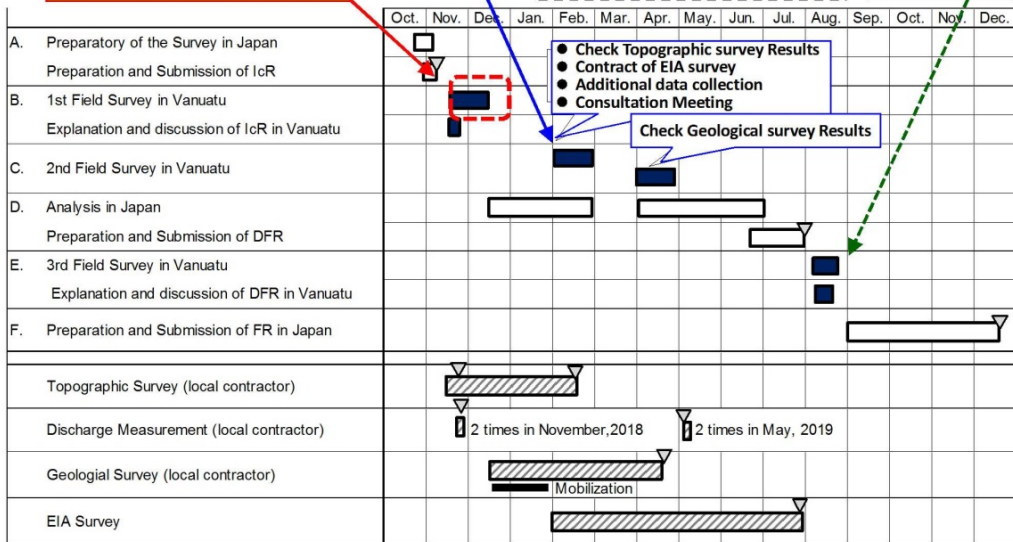 Oct. Nov. Dec. Jan. Feb. Mar. Apr. May. Jun. Jul. Aug. Sep. Oct. Nov. Dec.
A. Preparatory of the Survey in Japan
Preparation and Submission of IcR
● Check Topographic survey Results
● Contract of EIA survey
● Additional data collection
● Consultation Meeting
B. 1st Field Survey in Vanuatu
Explanation and discussion of IcR in Vanuatu
Check Geological survey Results
C. 2nd Field Survey in Vanuatu
D. Analysis in Japan
Preparation and Submission of DFR
E. 3rd Field Survey in Vanuatu
Explanation and discussion of DFR in Vanuatu
F. Preparation and Submission of FR in Japan
Topographic Survey (local contractor)
Discharge Measurement (local contractor) 2 times in November,2018 2 times in May, 2019
Geologial Survey (local contractor)
Mobilization
EIA Survey